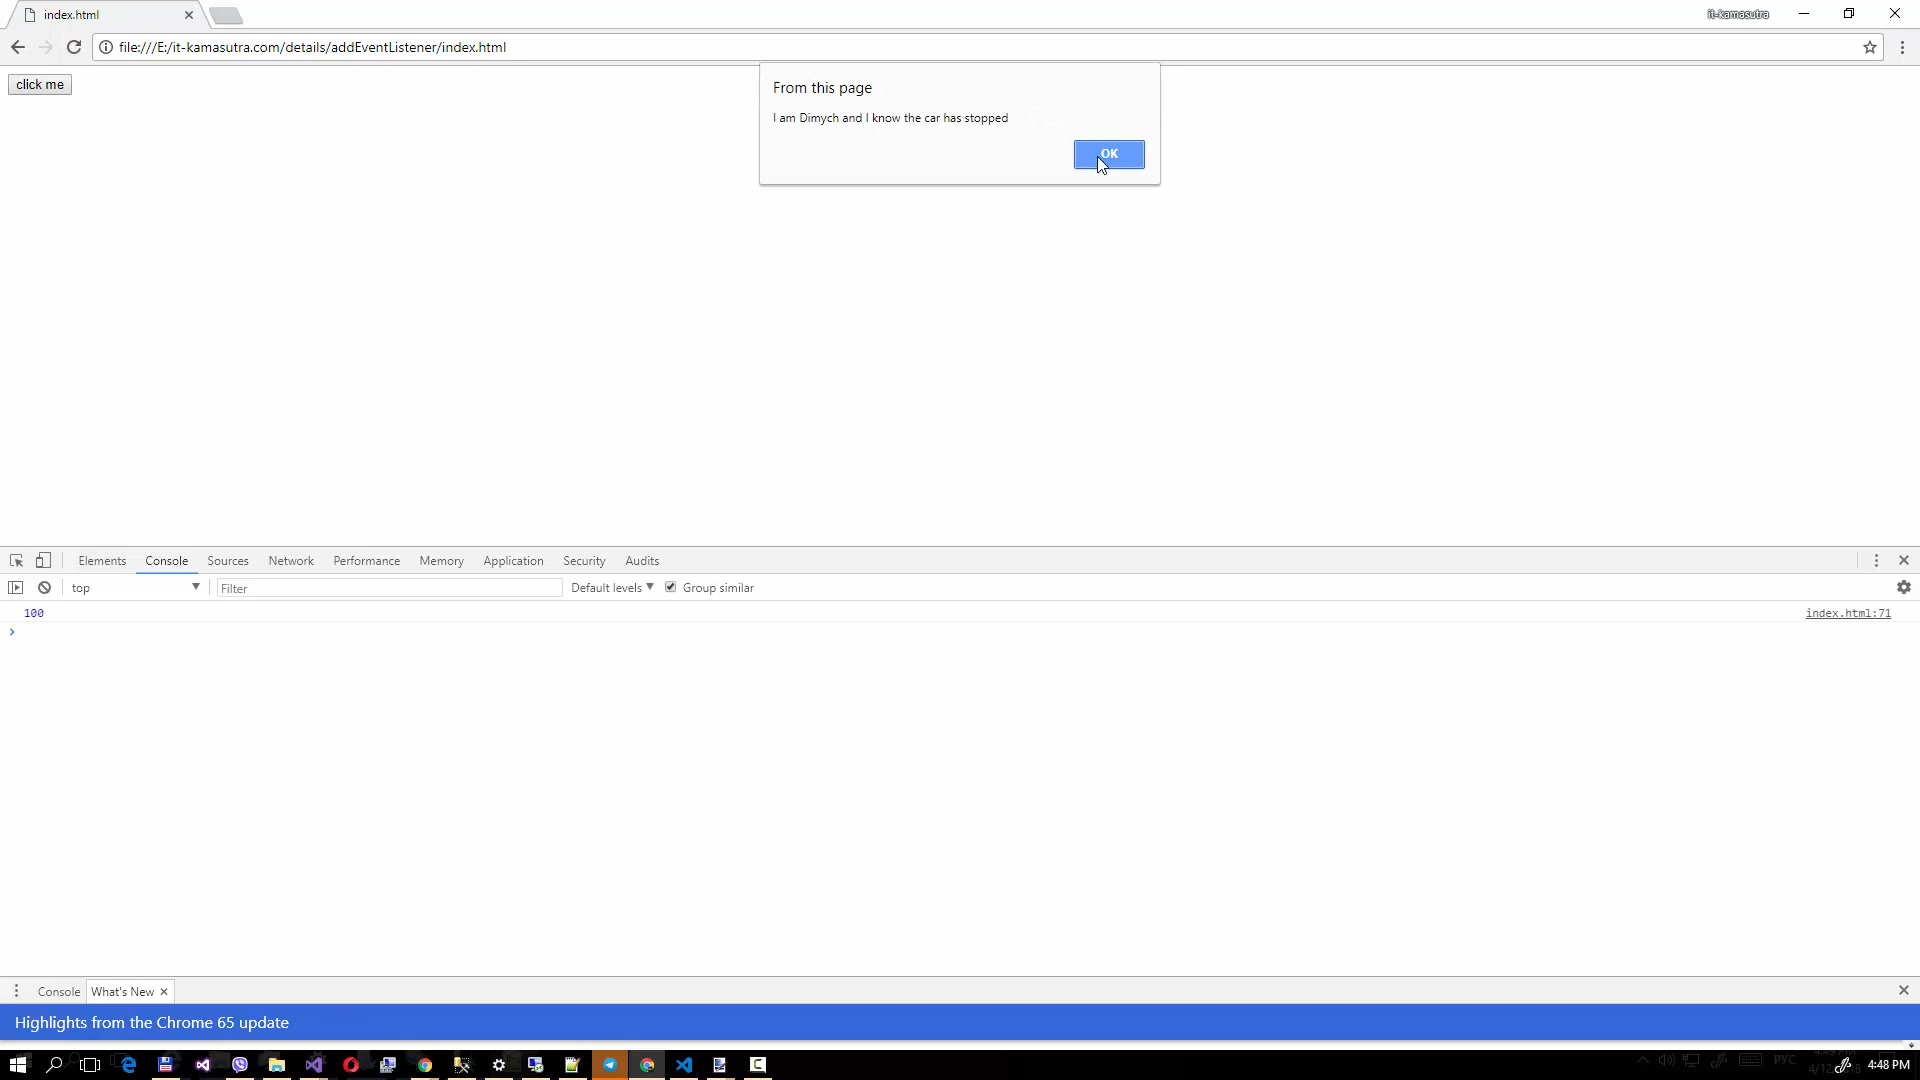 index.html
it-kamasutra
file:///E:/it-kamasutra.com/details/addEventListener/index.html
click me
From this page
I am Dimych and I know the car has stopped
OK
Elements Console Sources Network Performance Memory Application Security Audits
top Filter Default levels Group similar
100 index.html:71
Console What's New
Highlights from the Chrome 65 update
РУС
4:48 PM